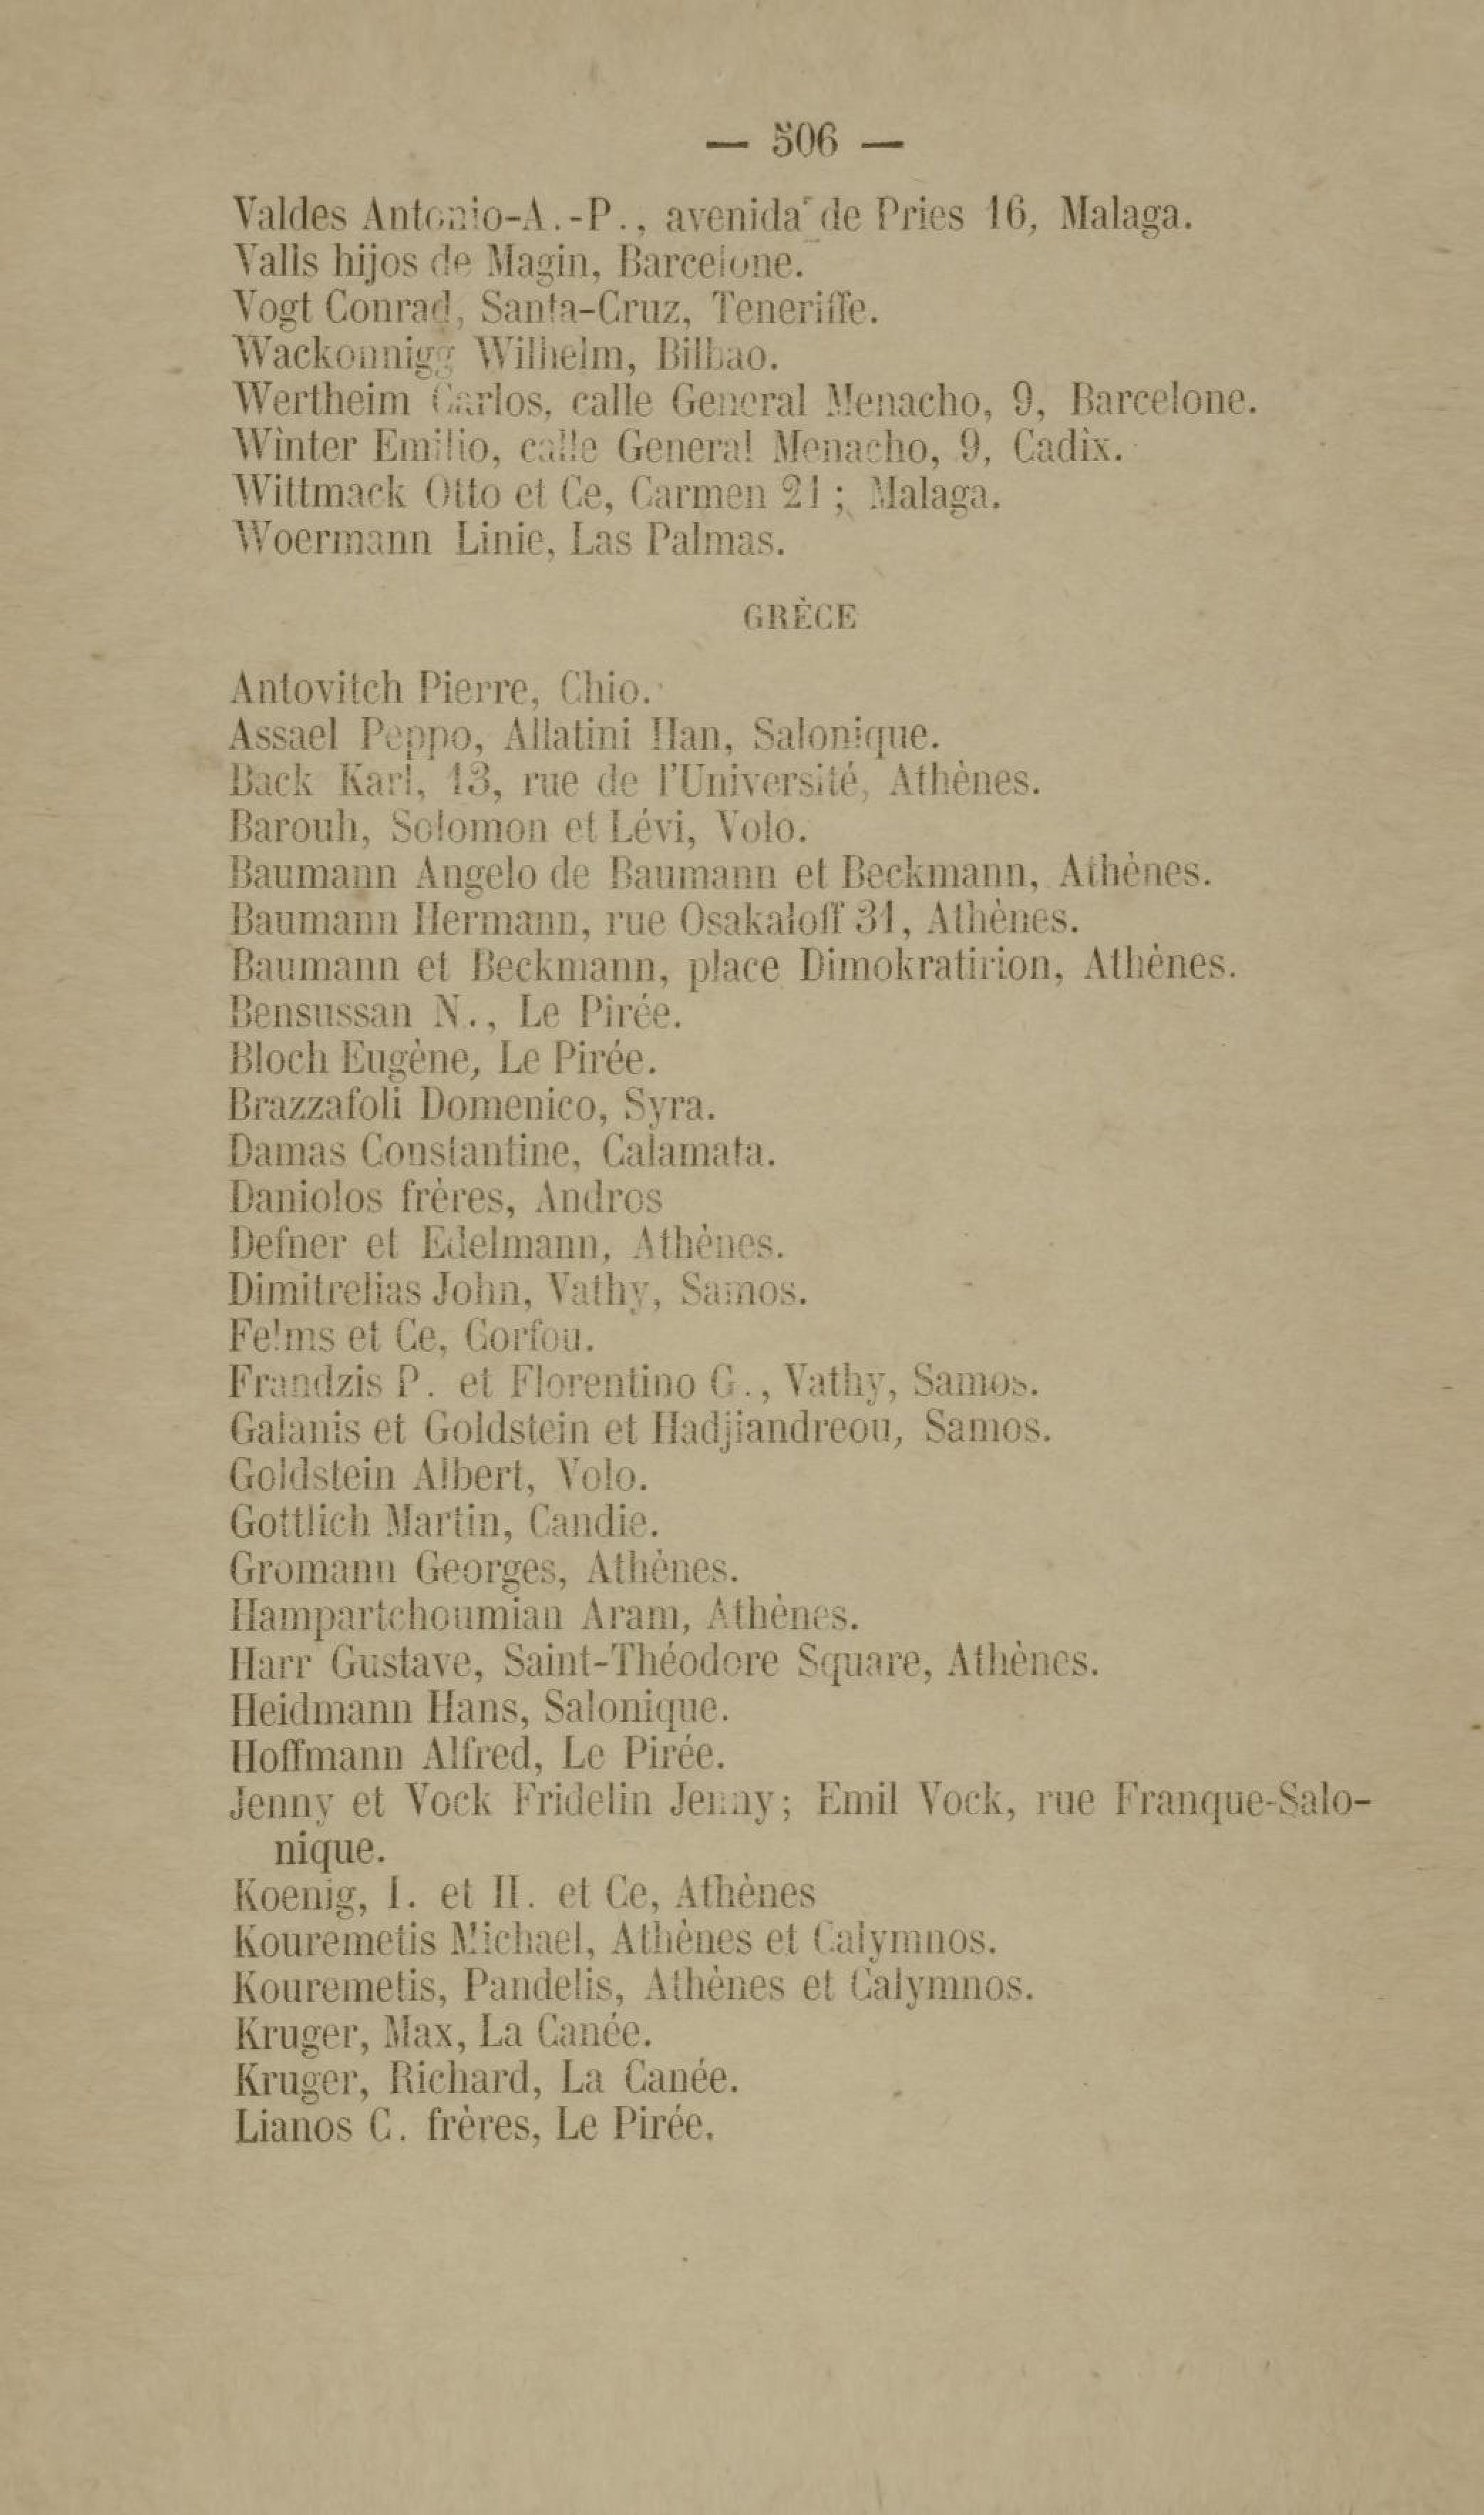 — 506 —
Valdes Antonio-A.-P., avenida de Pries 16, Malaga.
Valls hijos de Magin, Barcelone.
Vogt Conrad, Santa-Cruz, Teneriffe.
Wackonnigg Wilhelm, Bilbao.
Wertheim Carlos, calle General Menacho, 9, Barcelone.
Winter Emilio, calle General Menacho, 9, Cadix.
Wittmack Otto et Ce, Carmen 21 ; Malaga.
Woermann Linie, Las Palmas.
GRÈCE
Antovitch Pierre, Chio.
Assael Peppo, Allatini Han, Salonique.
Back Karl, 13, rue de l'Université, Athènes.
Barouh, Solomon et Lévi, Volo.
Baumann Angelo de Baumann et Beckmann, Athènes.
Baumann Hermann, rue Osakaloff 31, Athènes.
Baumann et Beckmann, place Dimokratirion, Athènes.
Bensussan N., Le Pirée.
Bloch Eugène, Le Pirée.
Brazzafoli Domenico, Syra.
Damas Constantine, Calamata.
Daniolos frères, Andros
Defner et Edelmann, Athènes.
Dimitrelias John, Vathy, Samos.
Felms et Ce, Corfou.
Frandzis P. et Florentino G., Vathy, Samos.
Galanis et Goldstein et Hadjiandreou, Samos.
Goldstein Albert, Volo.
Gottlich Martin, Candie.
Gromann Georges, Athènes.
Hampartchoumian Aram, Athènes.
Harr Gustave, Saint-Théodore Square, Athènes.
Heidmann Hans, Salonique.
Hoffmann Alfred, Le Pirée.
Jenny et Vock Fridelin Jenny; Emil Vock, rue Franque-Salo-
nique.
Koenig, I. et H. et Ce, Athènes
Kouremetis Michael, Athènes et Calymnos.
Kouremetis, Pandelis, Athènes et Calymnos.
Kruger, Max, La Canée.
Kruger, Richard, La Canée.
Lianos C. frères, Le Pirée.